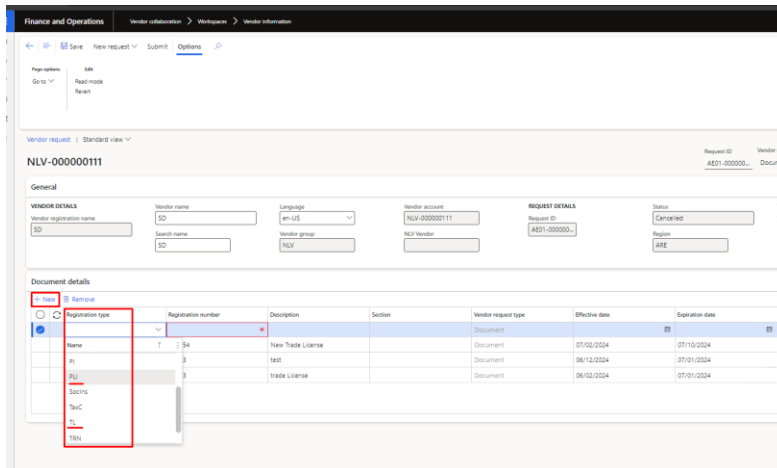 Finance and Operations Vendor collaboration > Workspaces > Vendor information
Save New request Submit Options
Page options Edit
Go to Read mode
Revert
Vendor request | Standard view
Request ID Vendor
NLV-000000111 AE01-000000... Docur
General
VENDOR DETAILS Vendor name Language Vendor account REQUEST DETAILS Status
Vendor registration name SD en-US NLV-000000111 Request ID Cancelled
SD Search name Vendor group NLV Vendor AE01-000000... Region
SD NLV ARE
Document details
+ New Remove
Registration type Registration number Description Section Vendor request type Effective date Expiration date
* Document
Name 54 New Trade License Document 07/02/2024 07/10/2024
PI 3 test Document 06/12/2024 07/01/2024
PLI 3 trade License Document 06/02/2024 07/01/2024
SocIns
TaxC
TL
TRN